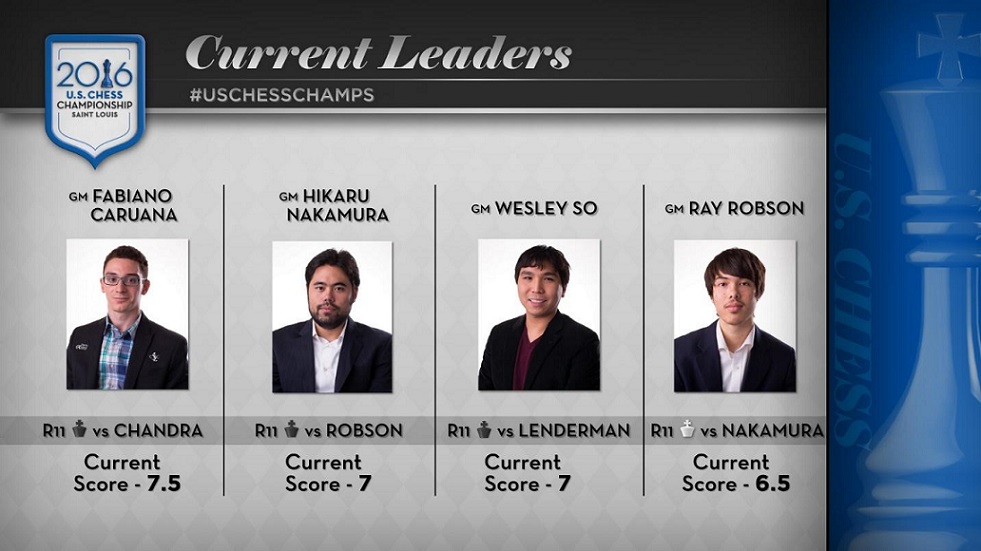 2016
U.S. CHESS
CHAMPIONSHIP
SAINT LOUIS
Current Leaders
#USCHESSCHAMPS
GM FABIANO
CARUANA
GM HIKARU
NAKAMURA
GM WESLEY SO
GM RAY ROBSON
R11 vs CHANDRA
R11 vs ROBSON
R11 vs LENDERMAN
R11 vs NAKAMURA
Current
Score - 7.5
Current
Score - 7
Current
Score - 7
Current
Score - 6.5
U.S. CHESS